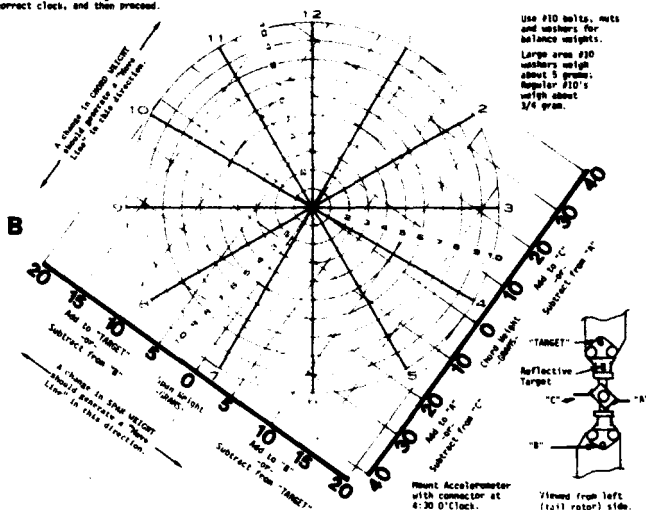 correct clock, and then proceed.
12
11
10
9
8
7
6
5
4
3
2
Use #10 bolts, nuts
and washers for
balance weights.
Large area #10
washers weigh
about 5 grams;
Regular #10's
weigh about
3/4 gram.
A change in CHORD WEIGHT
should generate a "Move
Line" in this direction.
B
20 15 10 5 0 5 10 15 20
Add to "TARGET"
-or-
Subtract from "B"
Span Weight
-GRAMS-
Add to "B"
-or-
Subtract from "TARGET"
A change in SPAN WEIGHT
should generate a "Move
Line" in this direction.
40 30 20 10 0 10 20 30 40
Add to "C"
-or-
Subtract from "A"
Chord Weight
-GRAMS-
Add to "A"
-or-
Subtract from "C"
"TARGET"
Reflective
Target
"C"
"A"
"B"
Mount Accelerometer
with connector at
4:30 O'Clock.
Viewed from left
(tail rotor) side.